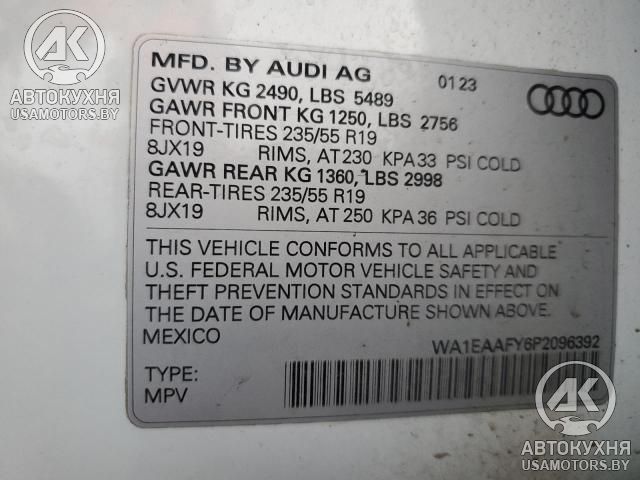 AK
АВТОКУХНЯ
USAMOTORS.BY
MFD. BY AUDI AG 0123
GVWR KG 2490, LBS 5489
GAWR FRONT KG 1250, LBS 2756
FRONT-TIRES 235/55 R19
8JX19 RIMS, AT 230 KPA 33 PSI COLD
GAWR REAR KG 1360, LBS 2998
REAR-TIRES 235/55 R19
8JX19 RIMS, AT 250 KPA 36 PSI COLD
THIS VEHICLE CONFORMS TO ALL APPLICABLE
U.S. FEDERAL MOTOR VEHICLE SAFETY AND
THEFT PREVENTION STANDARDS IN EFFECT ON
THE DATE OF MANUFACTURE SHOWN ABOVE.
MEXICO WA1EAAFY6P2096392
TYPE:
MPV
AK
АВТОКУХНЯ
USAMOTORS.BY